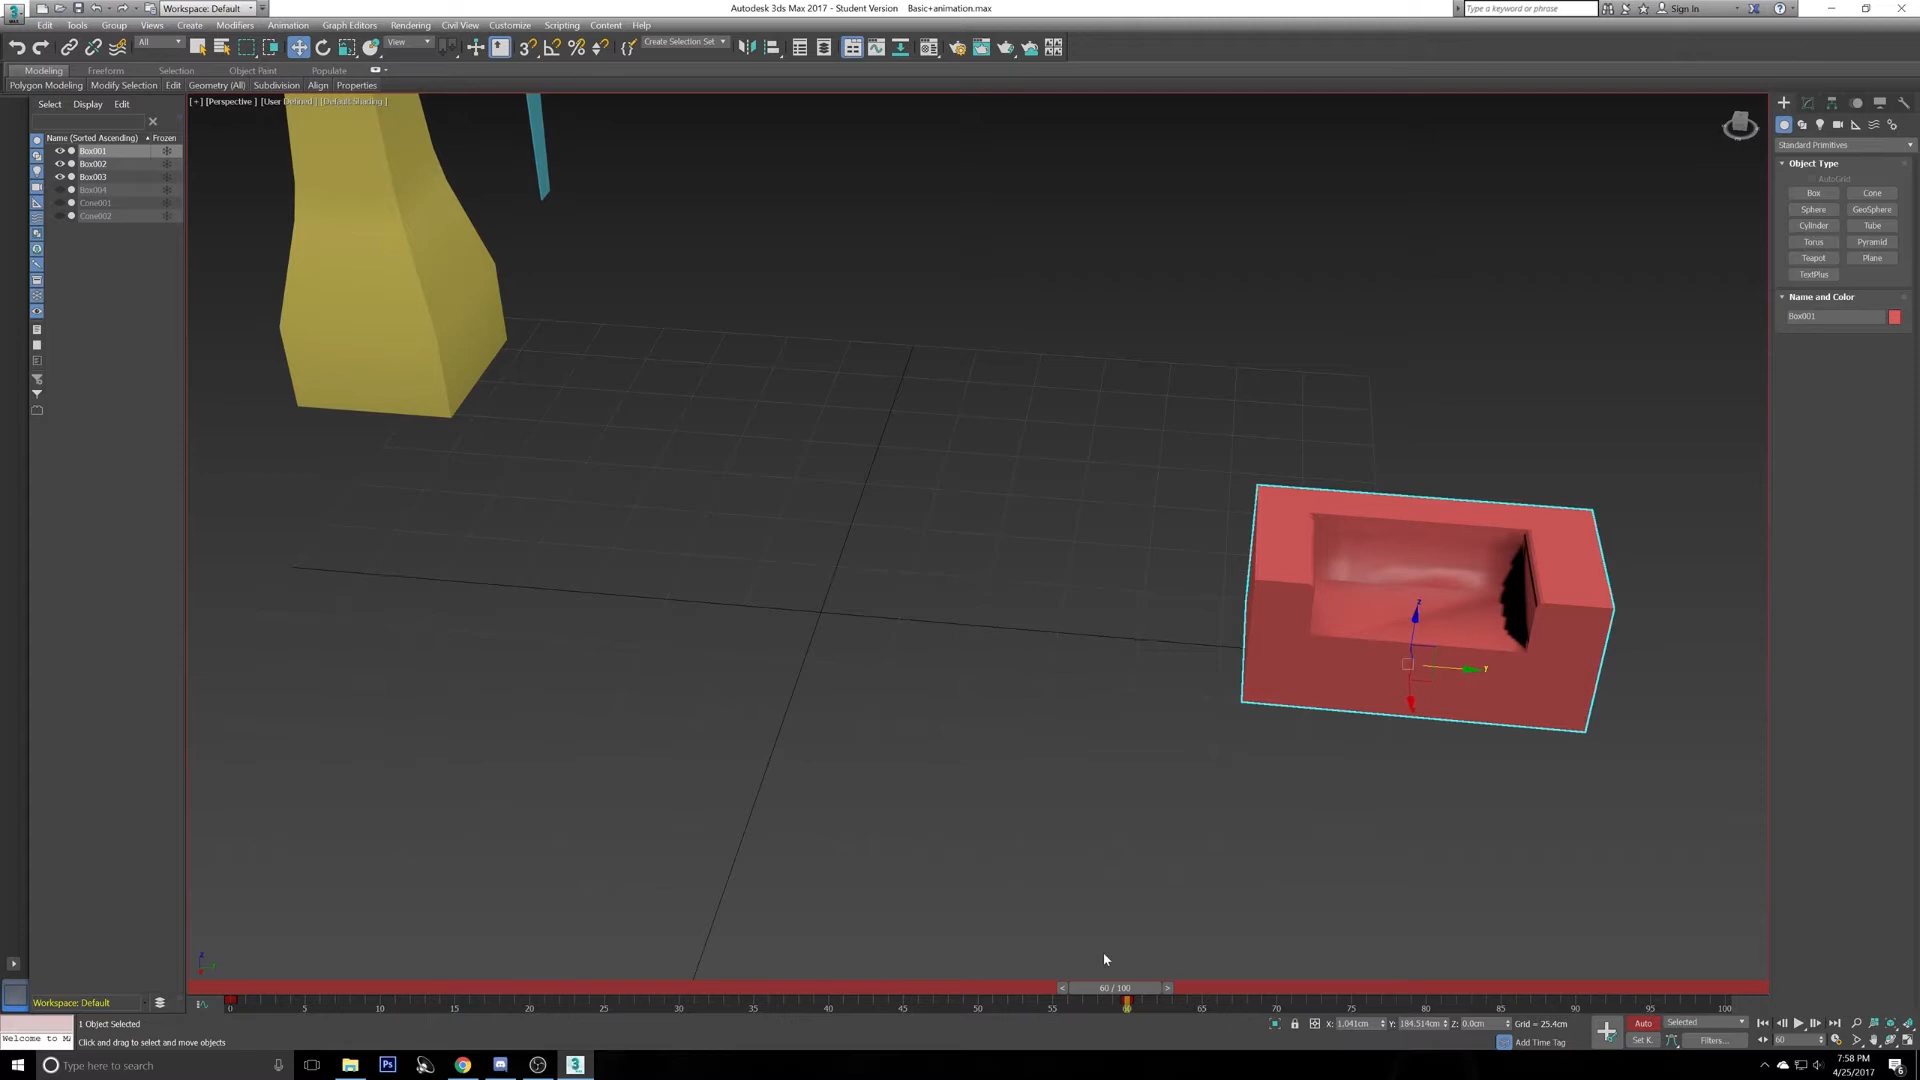 Workspace: Default
Autodesk 3ds Max 2017 - Student Version Basic+animation.max
Type a keyword or phrase
Sign In
Edit Tools Group Views Create Modifiers Animation Graph Editors Rendering Civil View Customize Scripting Content Help
All
View
Create Selection Set
Modeling Freeform Selection Object Paint Populate
Polygon Modeling Modify Selection Edit Geometry (All) Subdivision Align Properties
Select Display Edit
[+] [Perspective] [User Defined] [Default Shading]
Name (Sorted Ascending) Frozen
Box001
Box002
Box003
Box004
Cone001
Cone002
Standard Primitives
Object Type
AutoGrid
Box Cone
Sphere GeoSphere
Cylinder Tube
Torus Pyramid
Teapot Plane
TextPlus
Name and Color
Box001
z
y
60 / 100
0 5 10 15 20 25 30 35 40 45 50 55 60 65 70 75 80 85 90 95 100
Workspace: Default
1 Object Selected
X: 1.041cm Y: 184.514cm Z: 0.0cm Grid = 25.4cm
Auto Selected
Welcome to M
Click and drag to select and move objects
Add Time Tag
Set K. Filters...
60
Type here to search
7:58 PM
4/25/2017